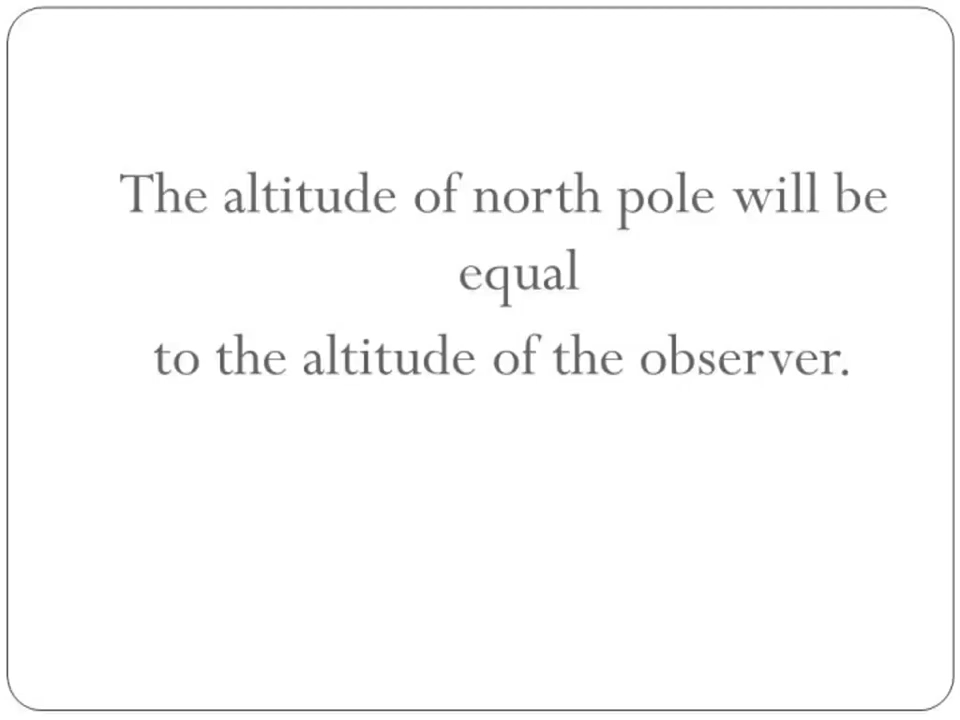 The altitude of north pole will be
equal
to the altitude of the observer.